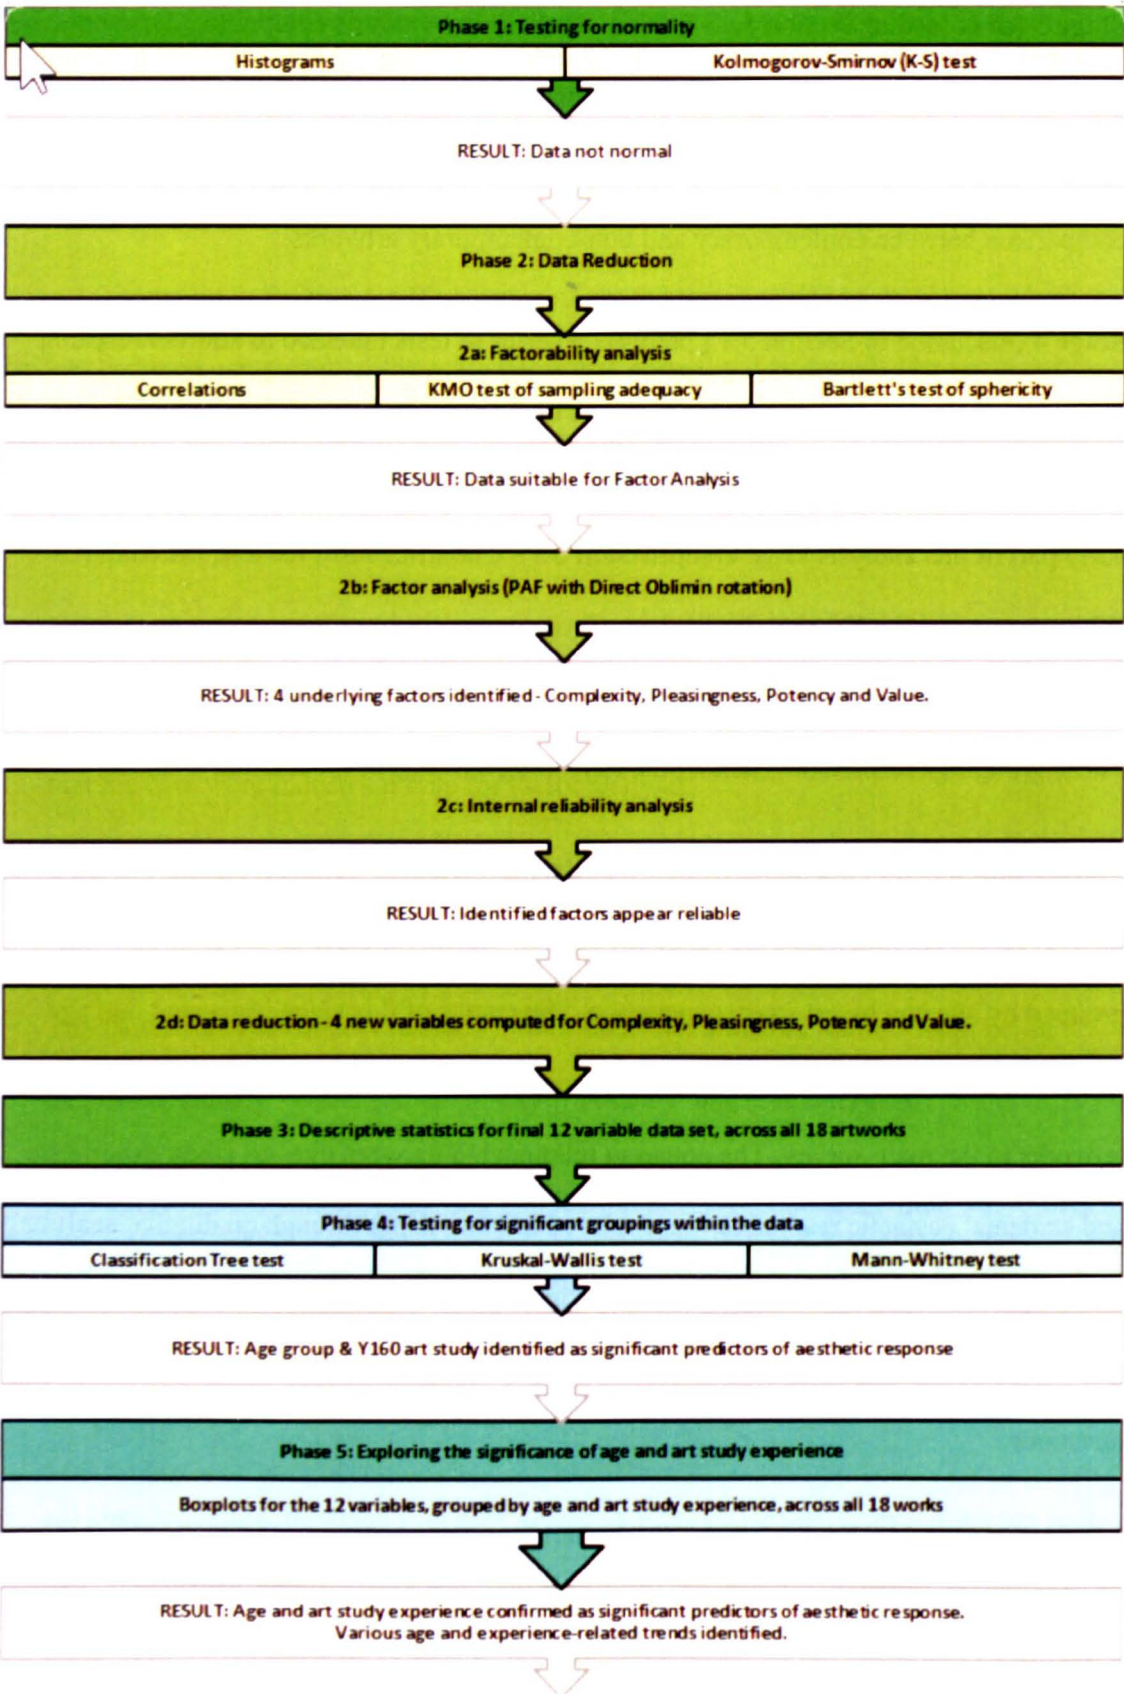 Phase 1: Testing for normality
Histograms
Kolmogorov-Smirnov (K-S) test
RESULT: Data not normal
Phase 2: Data Reduction
2a: Factorability analysis
Correlations
KMO test of sampling adequacy
Bartlett's test of sphericity
RESULT: Data suitable for Factor Analysis
2b: Factor analysis (PAF with Direct Oblimin rotation)
RESULT: 4 underlying factors identified - Complexity, Pleasingness, Potency and Value.
2c: Internal reliability analysis
RESULT: Identified factors appear reliable
2d: Data reduction - 4 new variables computed for Complexity, Pleasingness, Potency and Value.
Phase 3: Descriptive statistics for final 12 variable data set, across all 18 artworks
Phase 4: Testing for significant groupings within the data
Classification Tree test
Kruskal-Wallis test
Mann-Whitney test
RESULT: Age group & Y160 art study identified as significant predictors of aesthetic response
Phase 5: Exploring the significance of age and art study experience
Boxplots for the 12 variables, grouped by age and art study experience, across all 18 works
RESULT: Age and art study experience confirmed as significant predictors of aesthetic response.
Various age and experience-related trends identified.